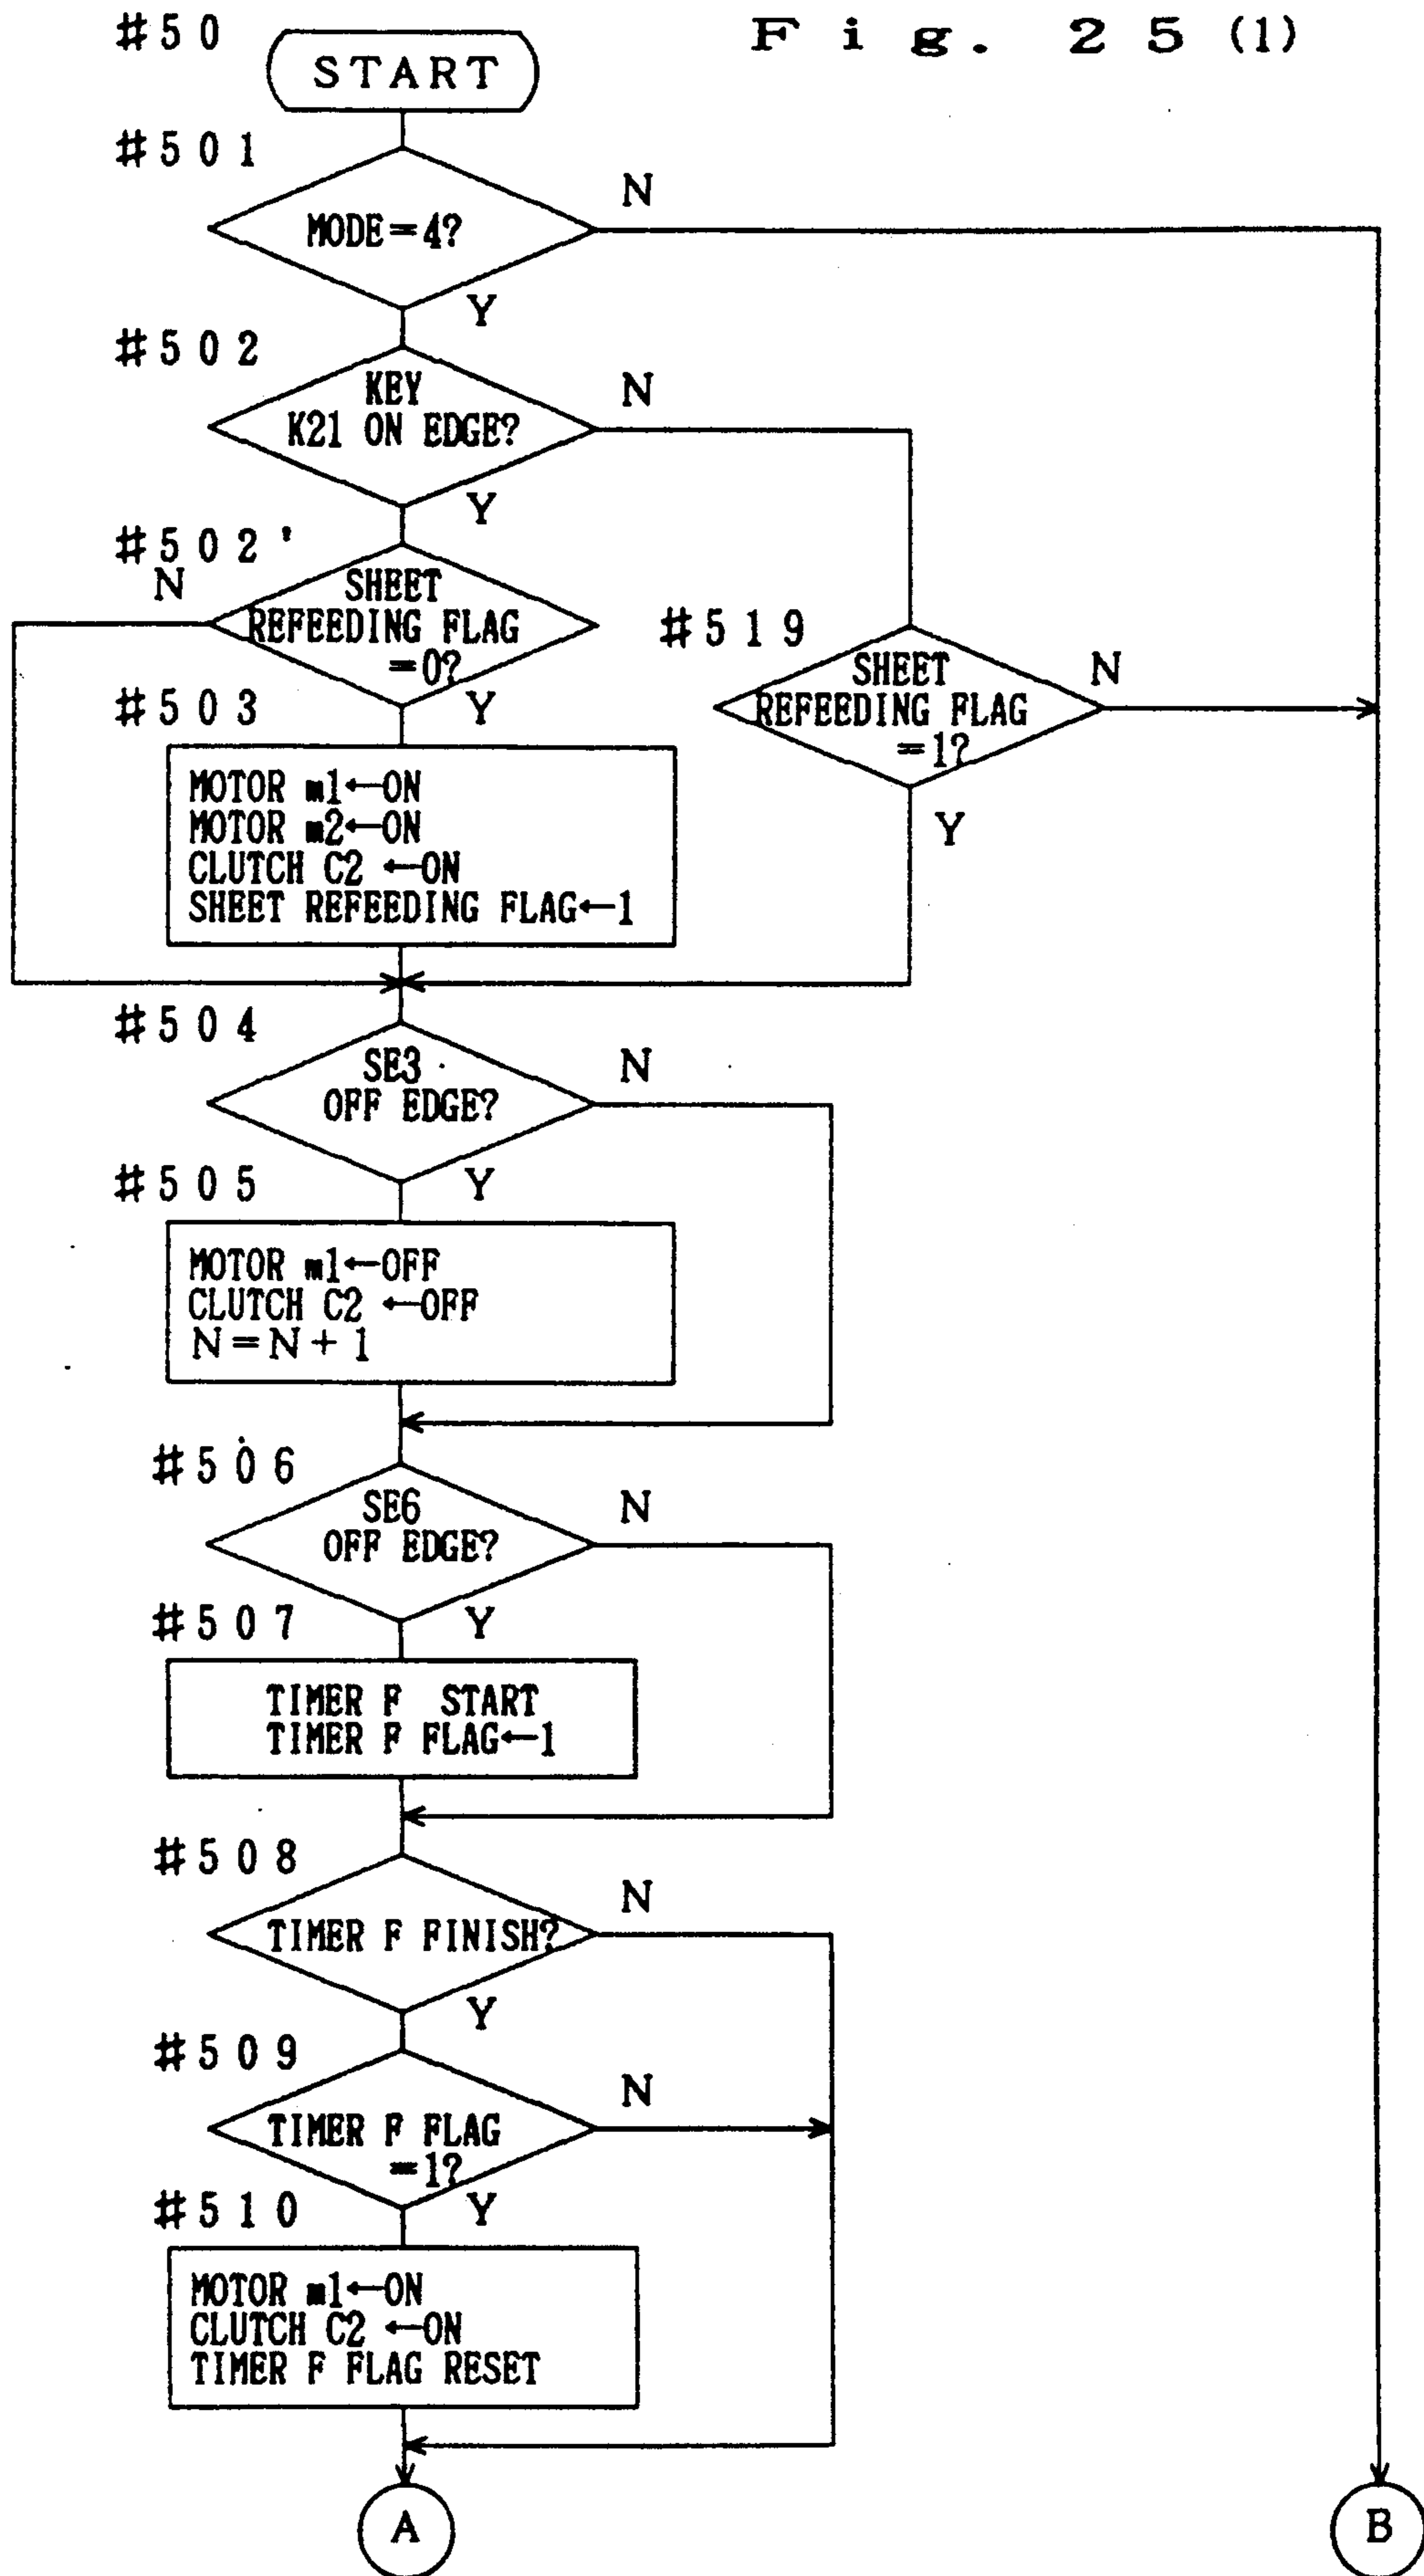 #50
Fig. 25 (1)
START
#501
MODE=4?
N
Y
#502
KEY
K21 ON EDGE?
N
Y
#502'
N
SHEET
REFEEDING FLAG
=0?
Y
#519
SHEET
REFEEDING FLAG
=1?
N
Y
#503
MOTOR m1←ON
MOTOR m2←ON
CLUTCH C2 ←ON
SHEET REFEEDING FLAG←1
#504
SE3
OFF EDGE?
N
Y
#505
MOTOR m1←OFF
CLUTCH C2 ←OFF
N=N+1
#506
SE6
OFF EDGE?
N
Y
#507
TIMER F START
TIMER F FLAG←1
#508
TIMER F FINISH?
N
Y
#509
TIMER F FLAG
=1?
N
Y
#510
MOTOR m1←ON
CLUTCH C2 ←ON
TIMER F FLAG RESET
A
B